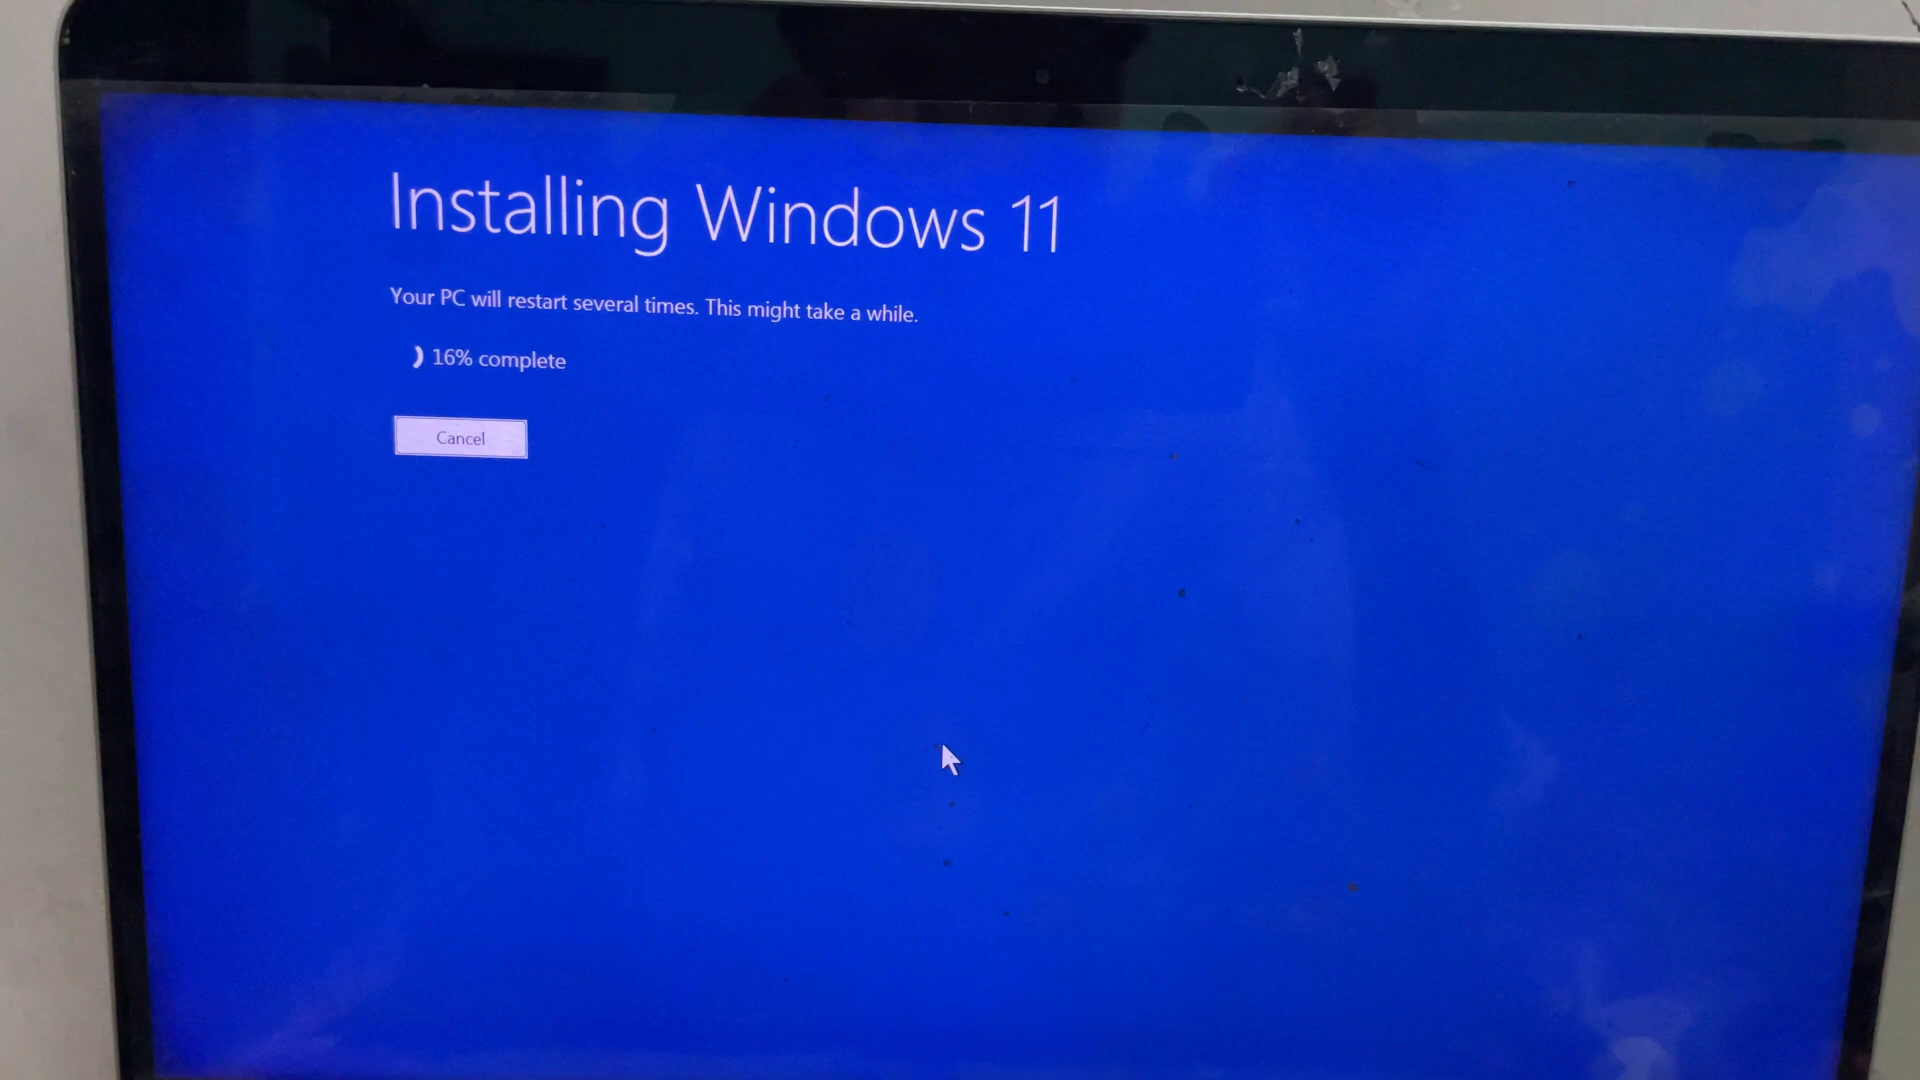 Installing Windows 11
Your PC will restart several times. This might take a while.
16% complete
Cancel